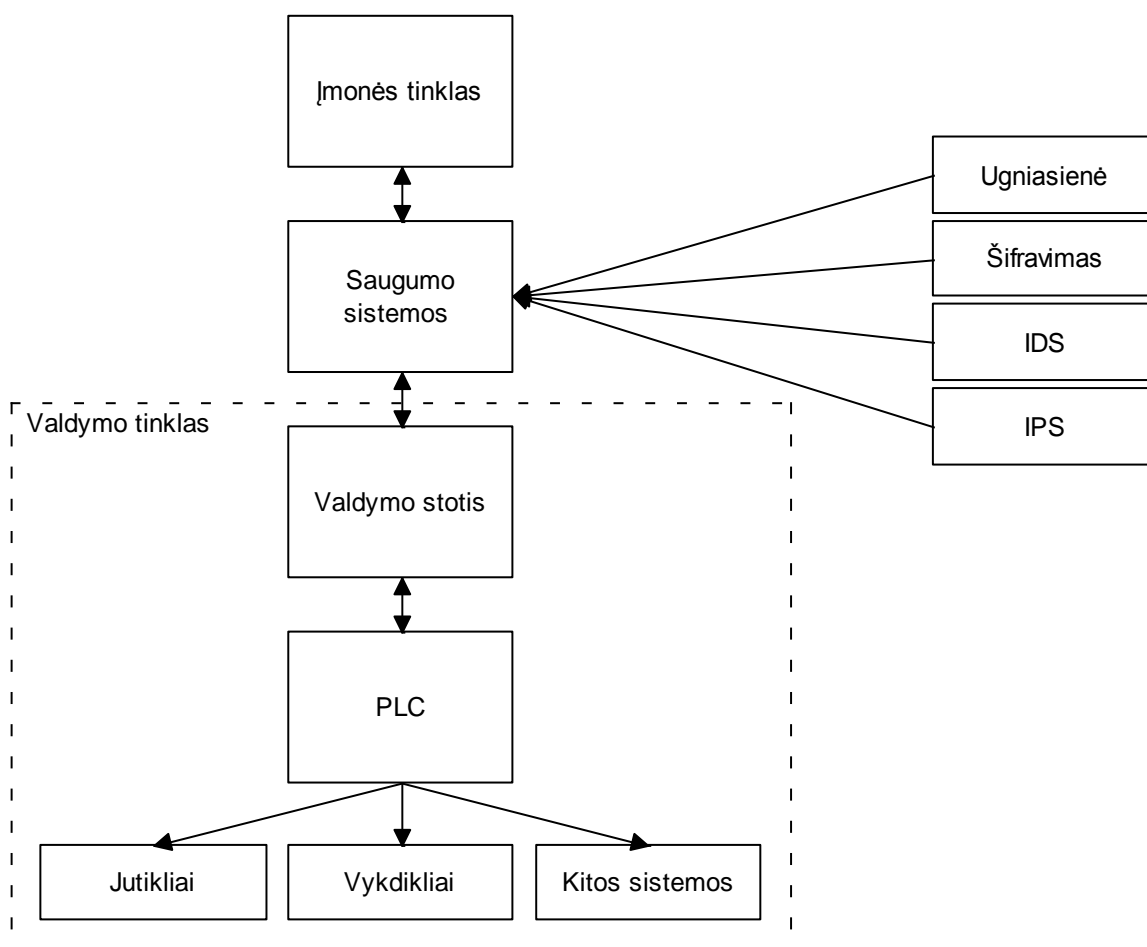 Įmonės tinklas
Saugumo
sistemos
Ugniasienė
Šifravimas
IDS
IPS
Valdymo tinklas
Valdymo stotis
PLC
Jutikliai
Vykdikliai
Kitos sistemos